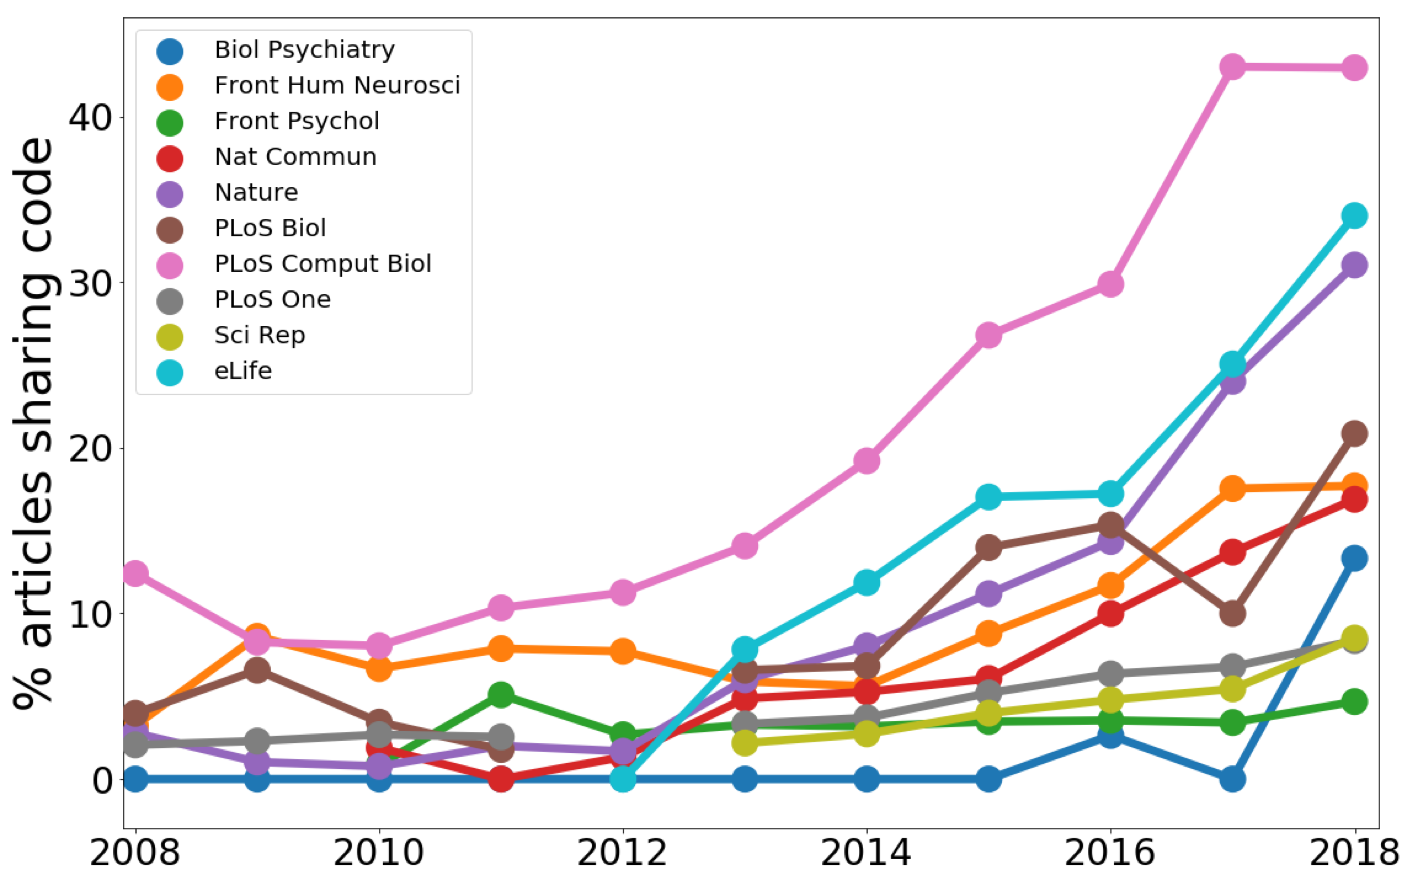 % articles sharing code
40
30
20
10
0
Biol Psychiatry
Front Hum Neurosci
Front Psychol
Nat Commun
Nature
PLoS Biol
PLoS Comput Biol
PLoS One
Sci Rep
eLife
2008 2010 2012 2014 2016 2018